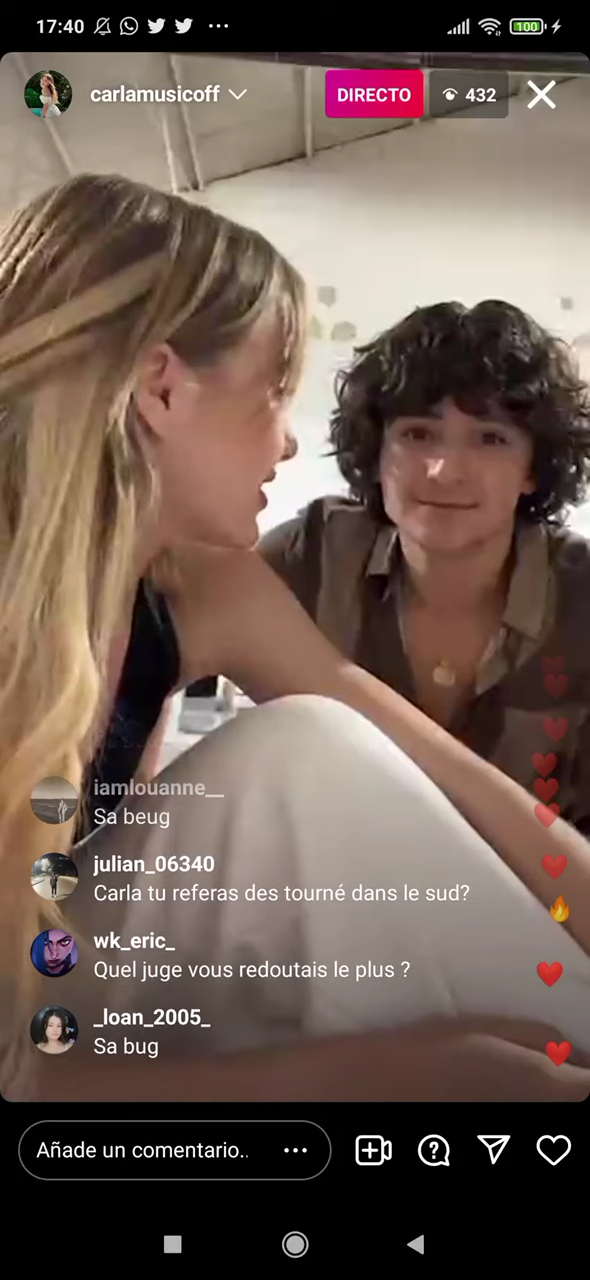 17:40
100
carlamusicoff
DIRECTO
432
iamlouanne__
Sa beug
julian_06340
Carla tu referas des tourné dans le sud?
wk_eric_
Quel juge vous redoutais le plus ?
_loan_2005_
Sa bug
Añade un comentario..